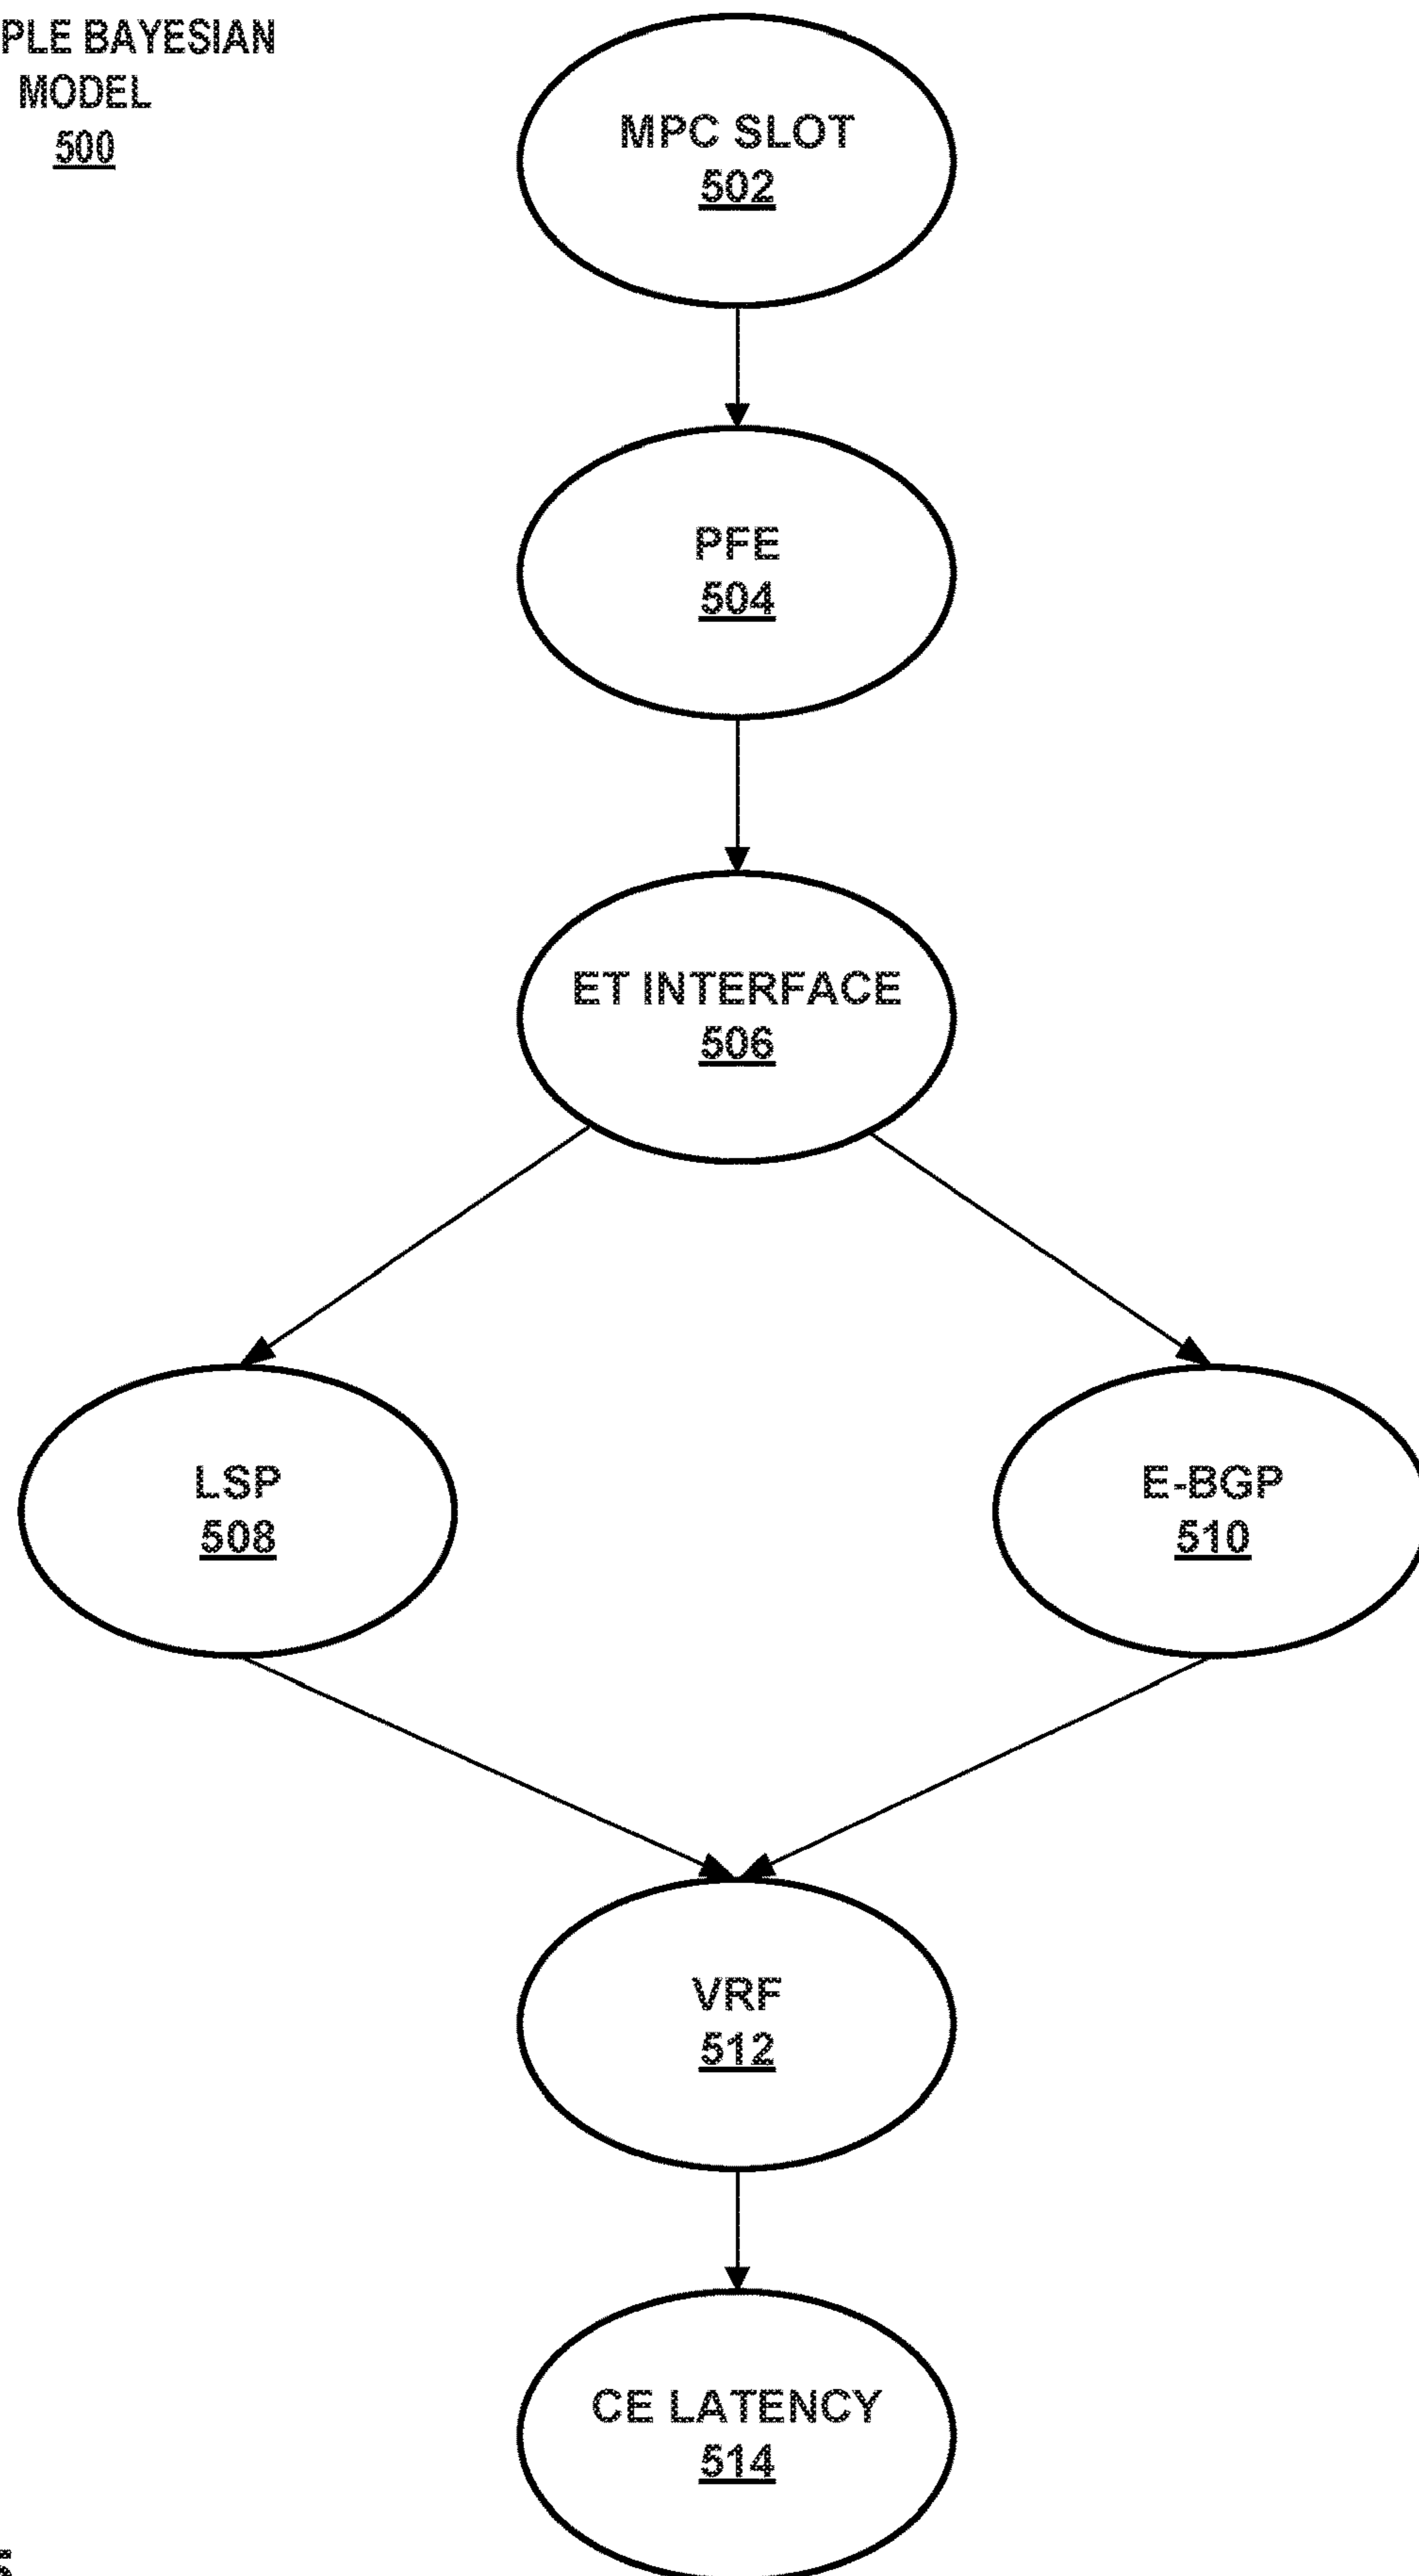 PLE BAYESIAN
MODEL
500
MPC SLOT
502
PFE
504
ET INTERFACE
506
LSP
508
E-BGP
510
VRF
512
CE LATENCY
514